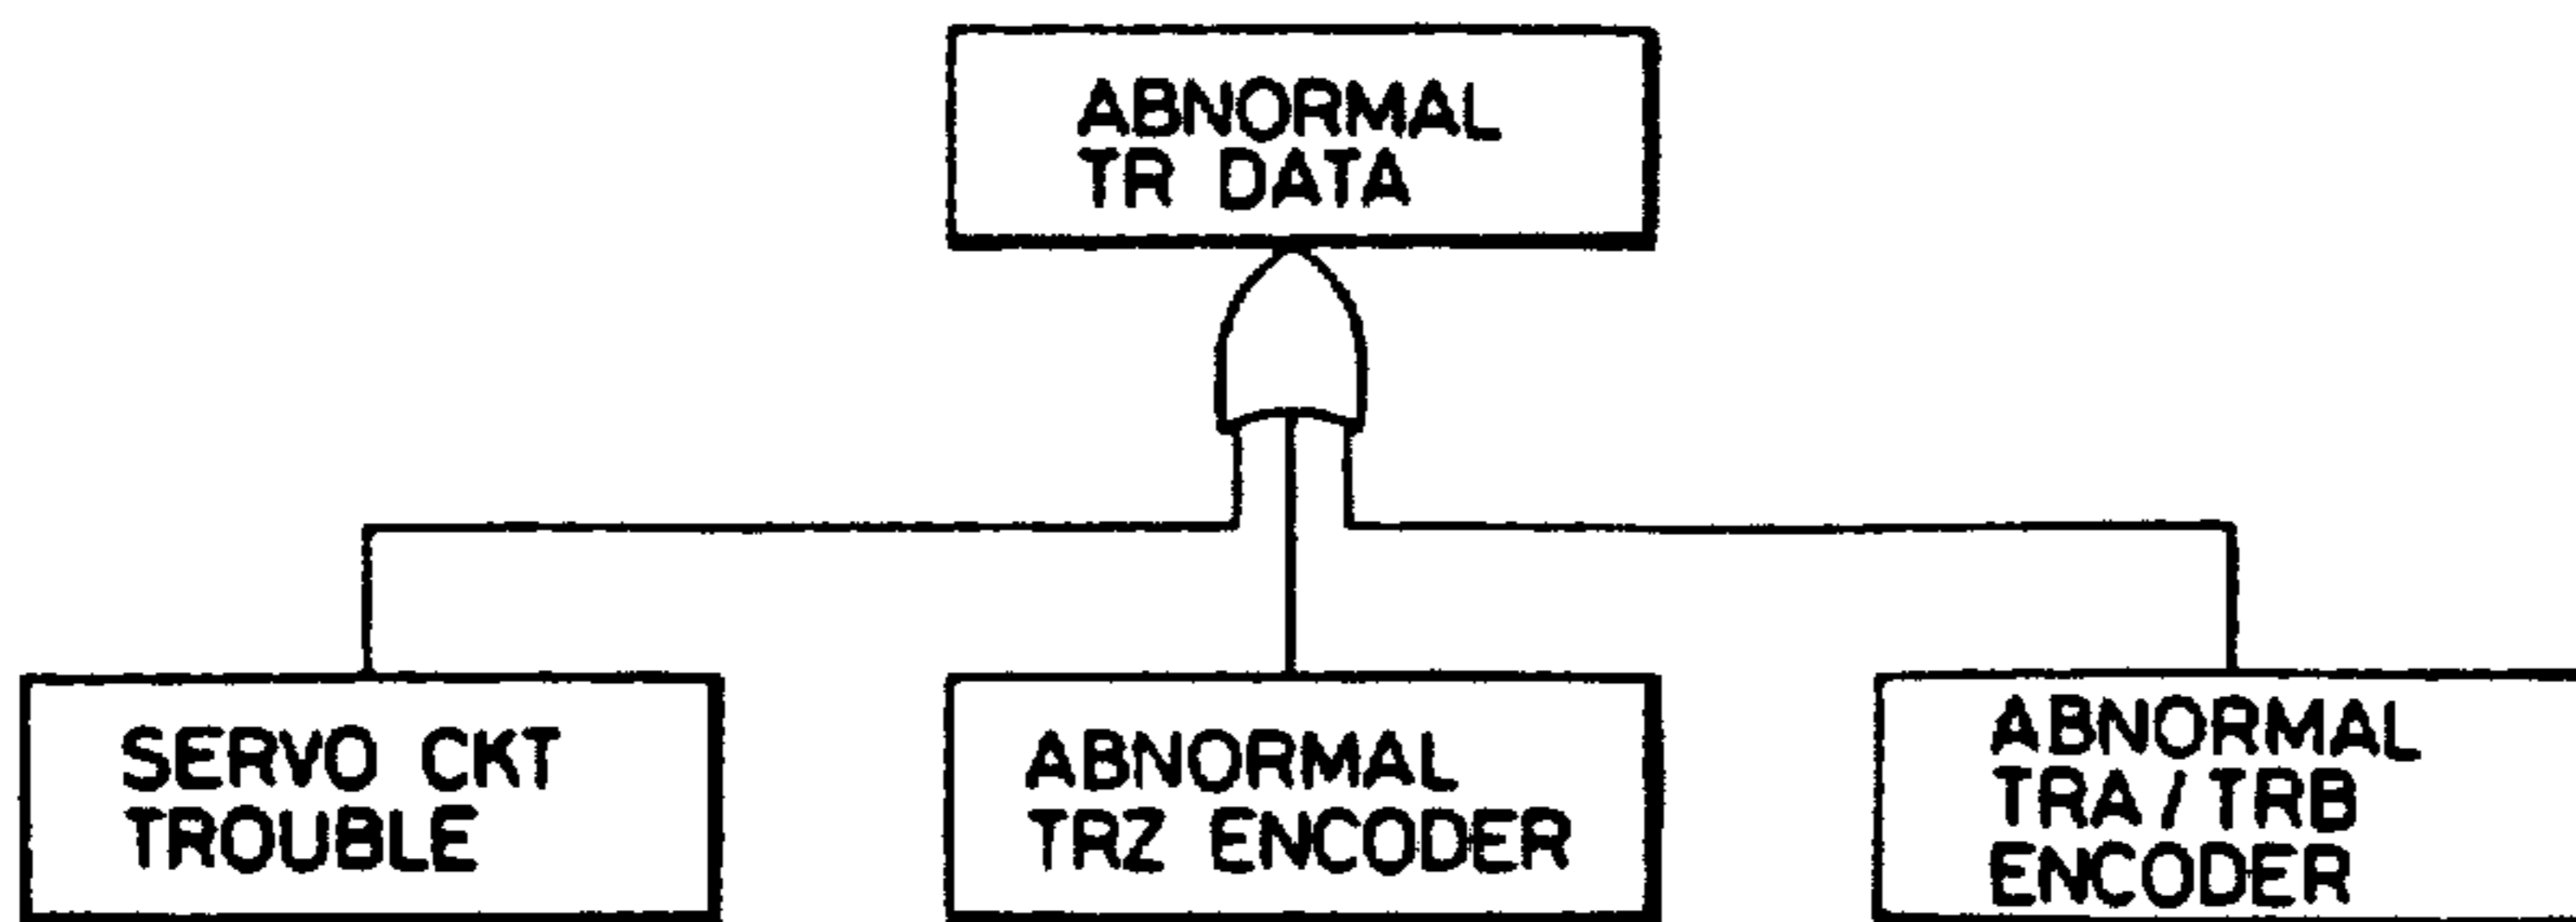 ABNORMAL
TR DATA
SERVO CKT
TROUBLE
ABNORMAL
TRZ ENCODER
ABNORMAL
TRA / TRB
ENCODER